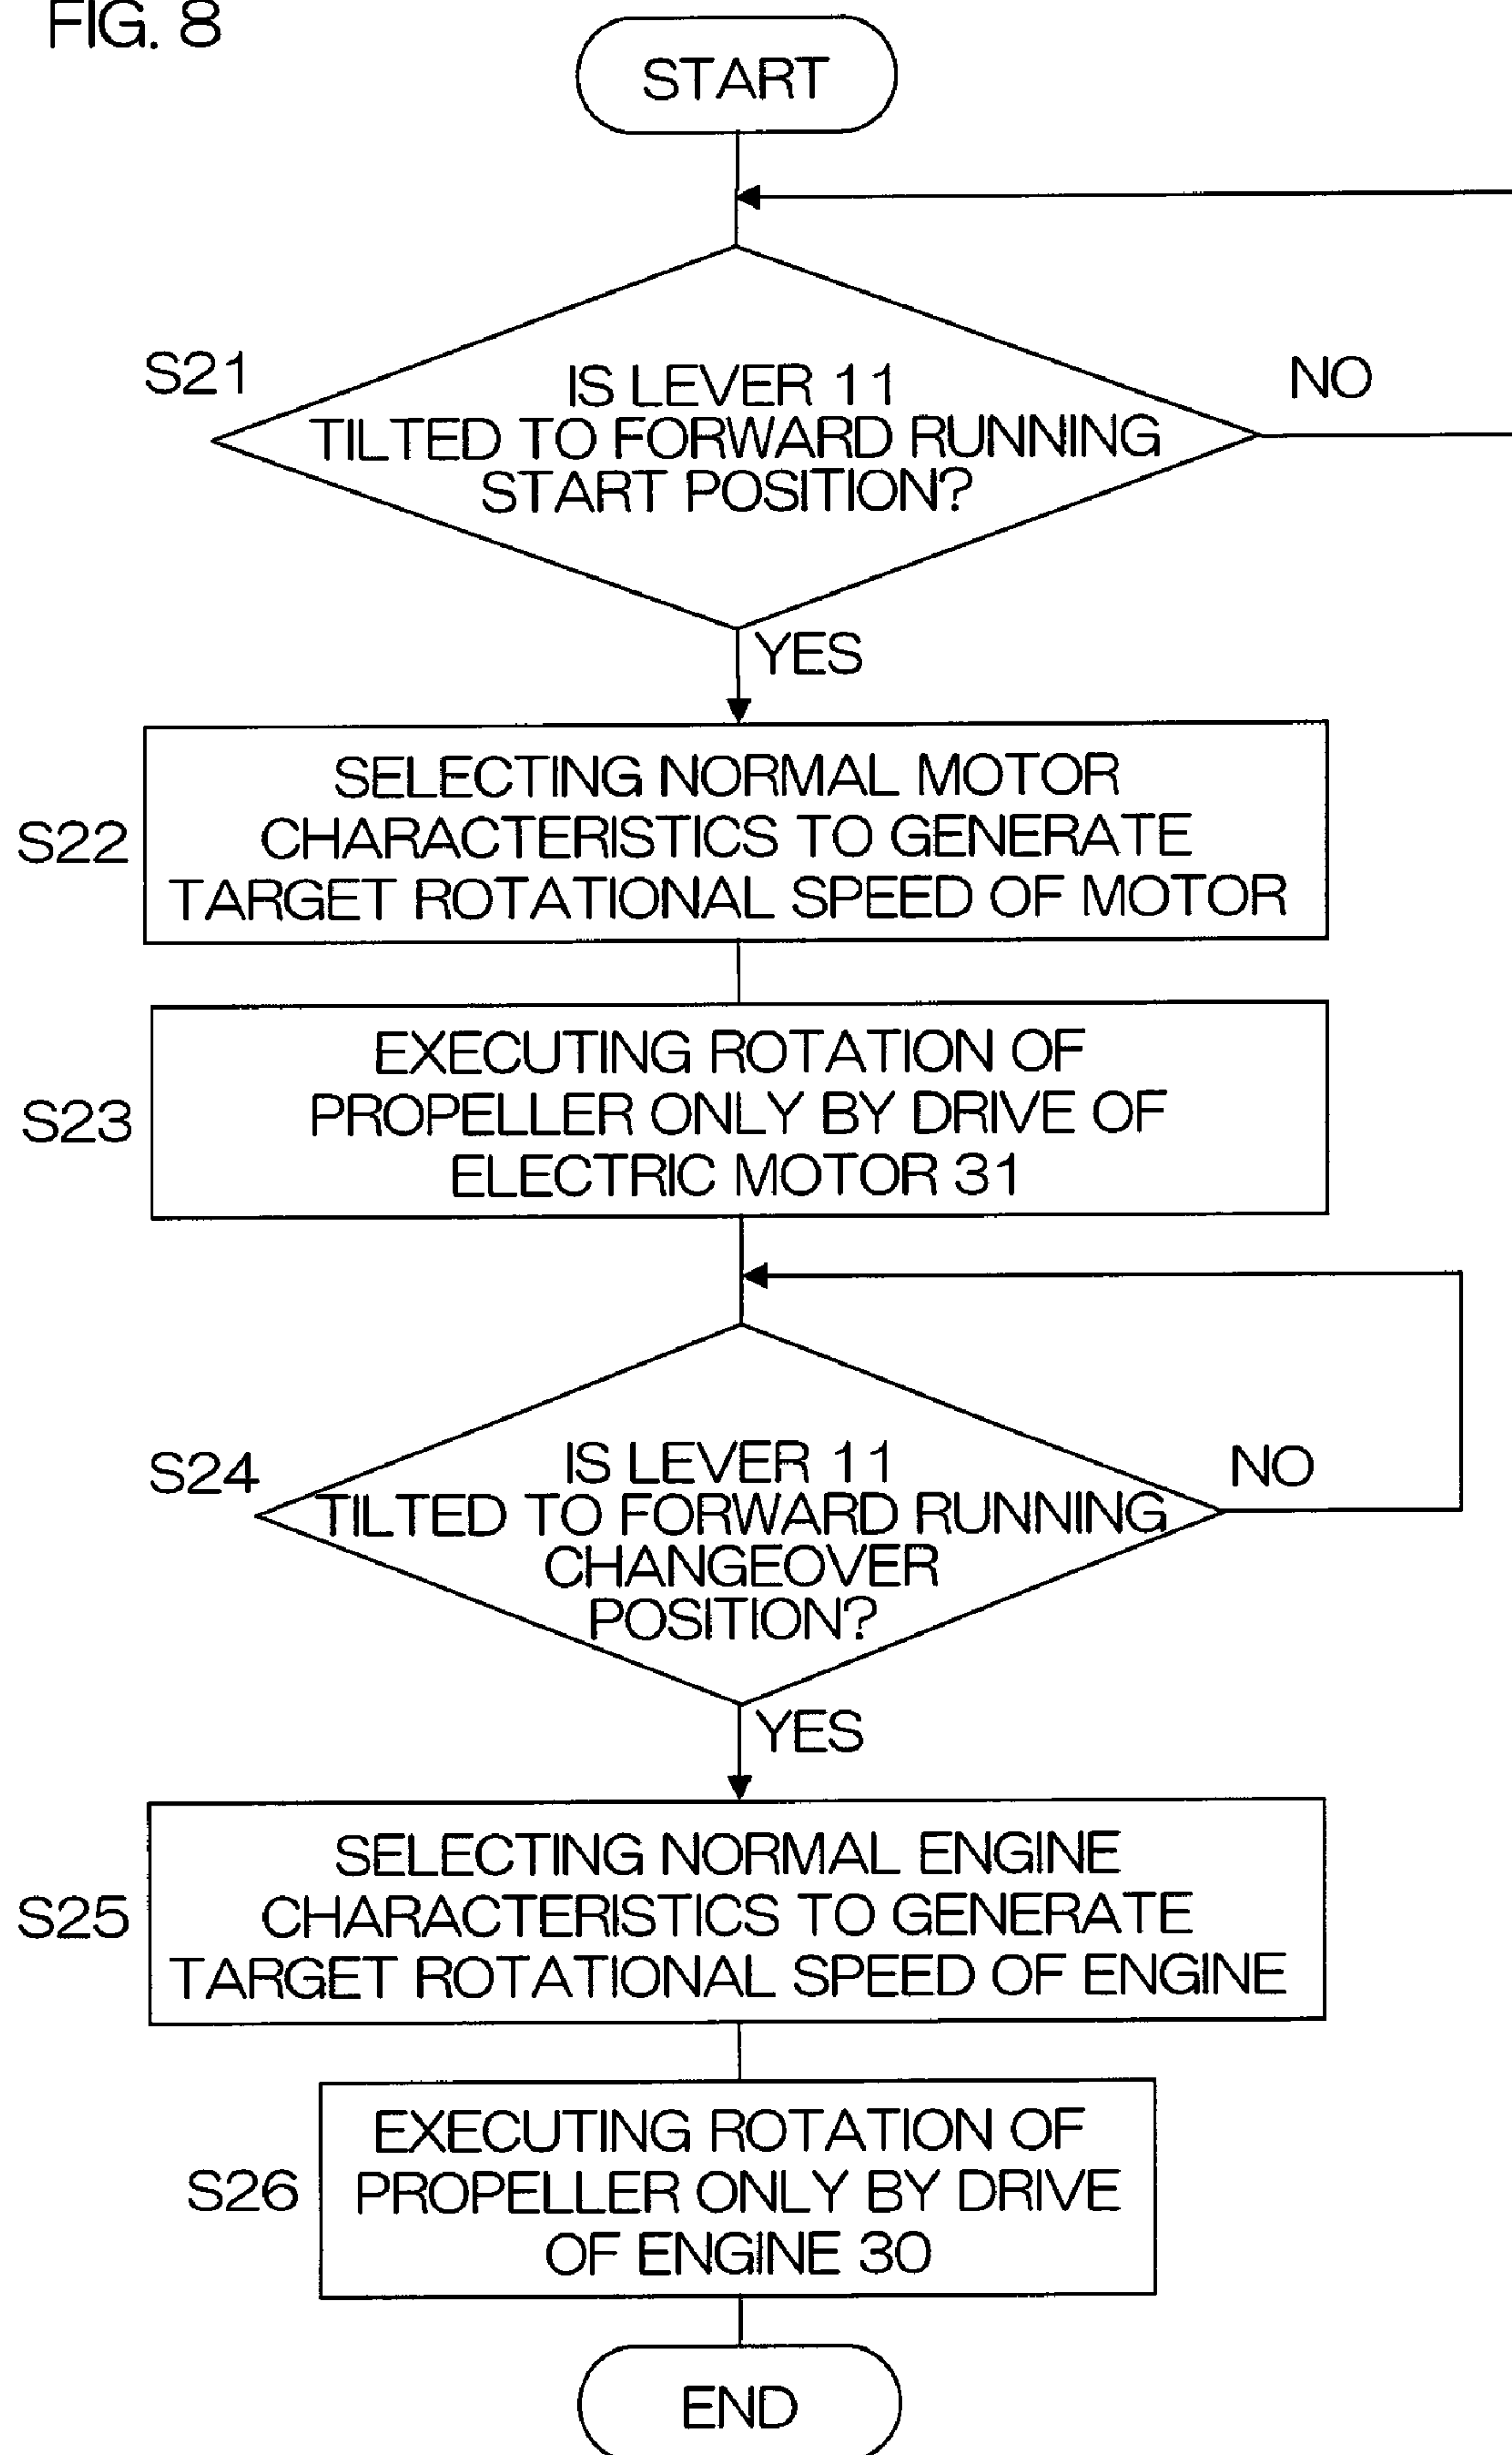 FIG. 8
START
S21
IS LEVER 11
TILTED TO FORWARD RUNNING
START POSITION?
NO
YES
S22
SELECTING NORMAL MOTOR
CHARACTERISTICS TO GENERATE
TARGET ROTATIONAL SPEED OF MOTOR
S23
EXECUTING ROTATION OF
PROPELLER ONLY BY DRIVE OF
ELECTRIC MOTOR 31
S24
IS LEVER 11
TILTED TO FORWARD RUNNING
CHANGEOVER
POSITION?
NO
YES
S25
SELECTING NORMAL ENGINE
CHARACTERISTICS TO GENERATE
TARGET ROTATIONAL SPEED OF ENGINE
S26
EXECUTING ROTATION OF
PROPELLER ONLY BY DRIVE
OF ENGINE 30
END